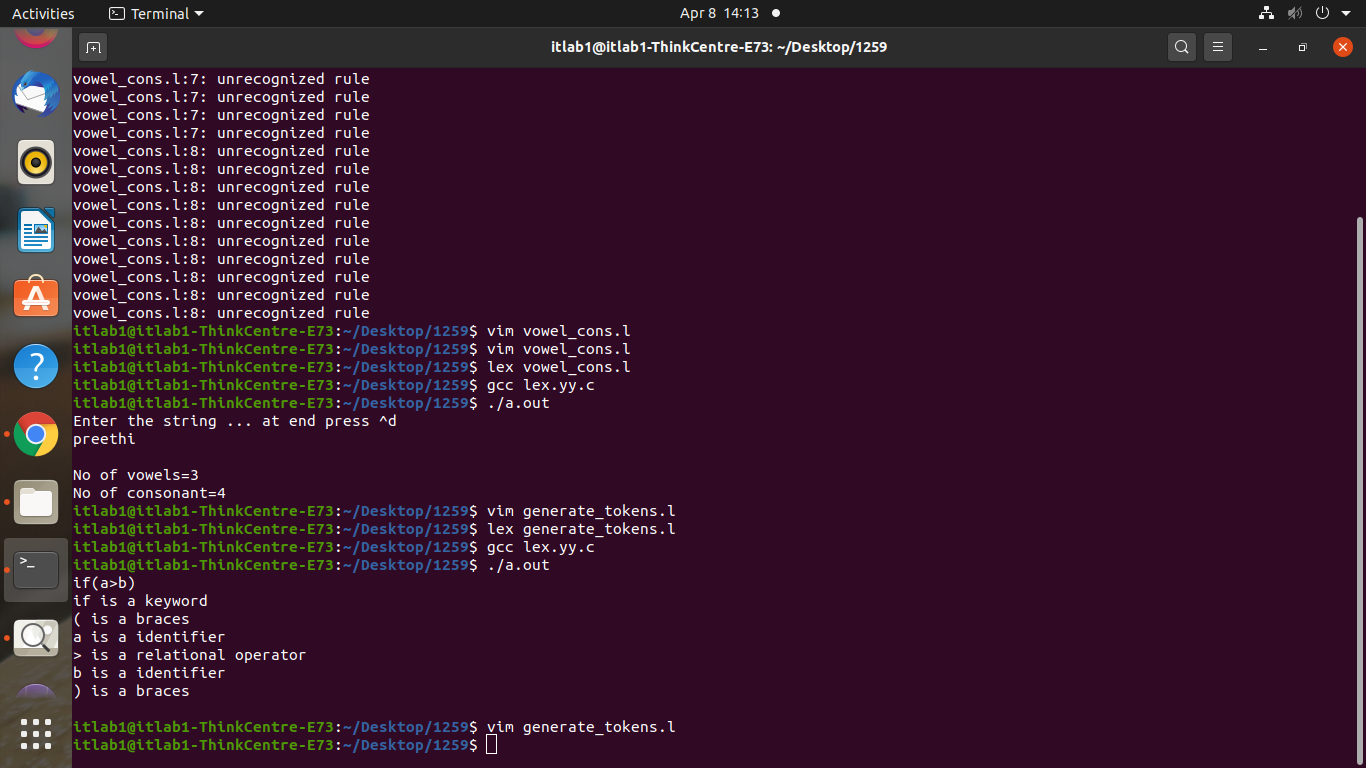 Activities
Terminal
Apr 8 14:13
itlab1@itlab1-ThinkCentre-E73: ~/Desktop/1259
vowel_cons.l:7: unrecognized rule
vowel_cons.l:7: unrecognized rule
vowel_cons.l:7: unrecognized rule
vowel_cons.l:7: unrecognized rule
vowel_cons.l:8: unrecognized rule
vowel_cons.l:8: unrecognized rule
vowel_cons.l:8: unrecognized rule
vowel_cons.l:8: unrecognized rule
vowel_cons.l:8: unrecognized rule
vowel_cons.l:8: unrecognized rule
vowel_cons.l:8: unrecognized rule
vowel_cons.l:8: unrecognized rule
vowel_cons.l:8: unrecognized rule
vowel_cons.l:8: unrecognized rule
itlab1@itlab1-ThinkCentre-E73:~/Desktop/1259$ vim vowel_cons.l
itlab1@itlab1-ThinkCentre-E73:~/Desktop/1259$ vim vowel_cons.l
itlab1@itlab1-ThinkCentre-E73:~/Desktop/1259$ lex vowel_cons.l
itlab1@itlab1-ThinkCentre-E73:~/Desktop/1259$ gcc lex.yy.c
itlab1@itlab1-ThinkCentre-E73:~/Desktop/1259$ ./a.out
Enter the string ... at end press ^d
preethi
No of vowels=3
No of consonant=4
itlab1@itlab1-ThinkCentre-E73:~/Desktop/1259$ vim generate_tokens.l
itlab1@itlab1-ThinkCentre-E73:~/Desktop/1259$ lex generate_tokens.l
itlab1@itlab1-ThinkCentre-E73:~/Desktop/1259$ gcc lex.yy.c
itlab1@itlab1-ThinkCentre-E73:~/Desktop/1259$ ./a.out
if(a>b)
if is a keyword
( is a braces
a is a identifier
> is a relational operator
b is a identifier
) is a braces
itlab1@itlab1-ThinkCentre-E73:~/Desktop/1259$ vim generate_tokens.l
itlab1@itlab1-ThinkCentre-E73:~/Desktop/1259$